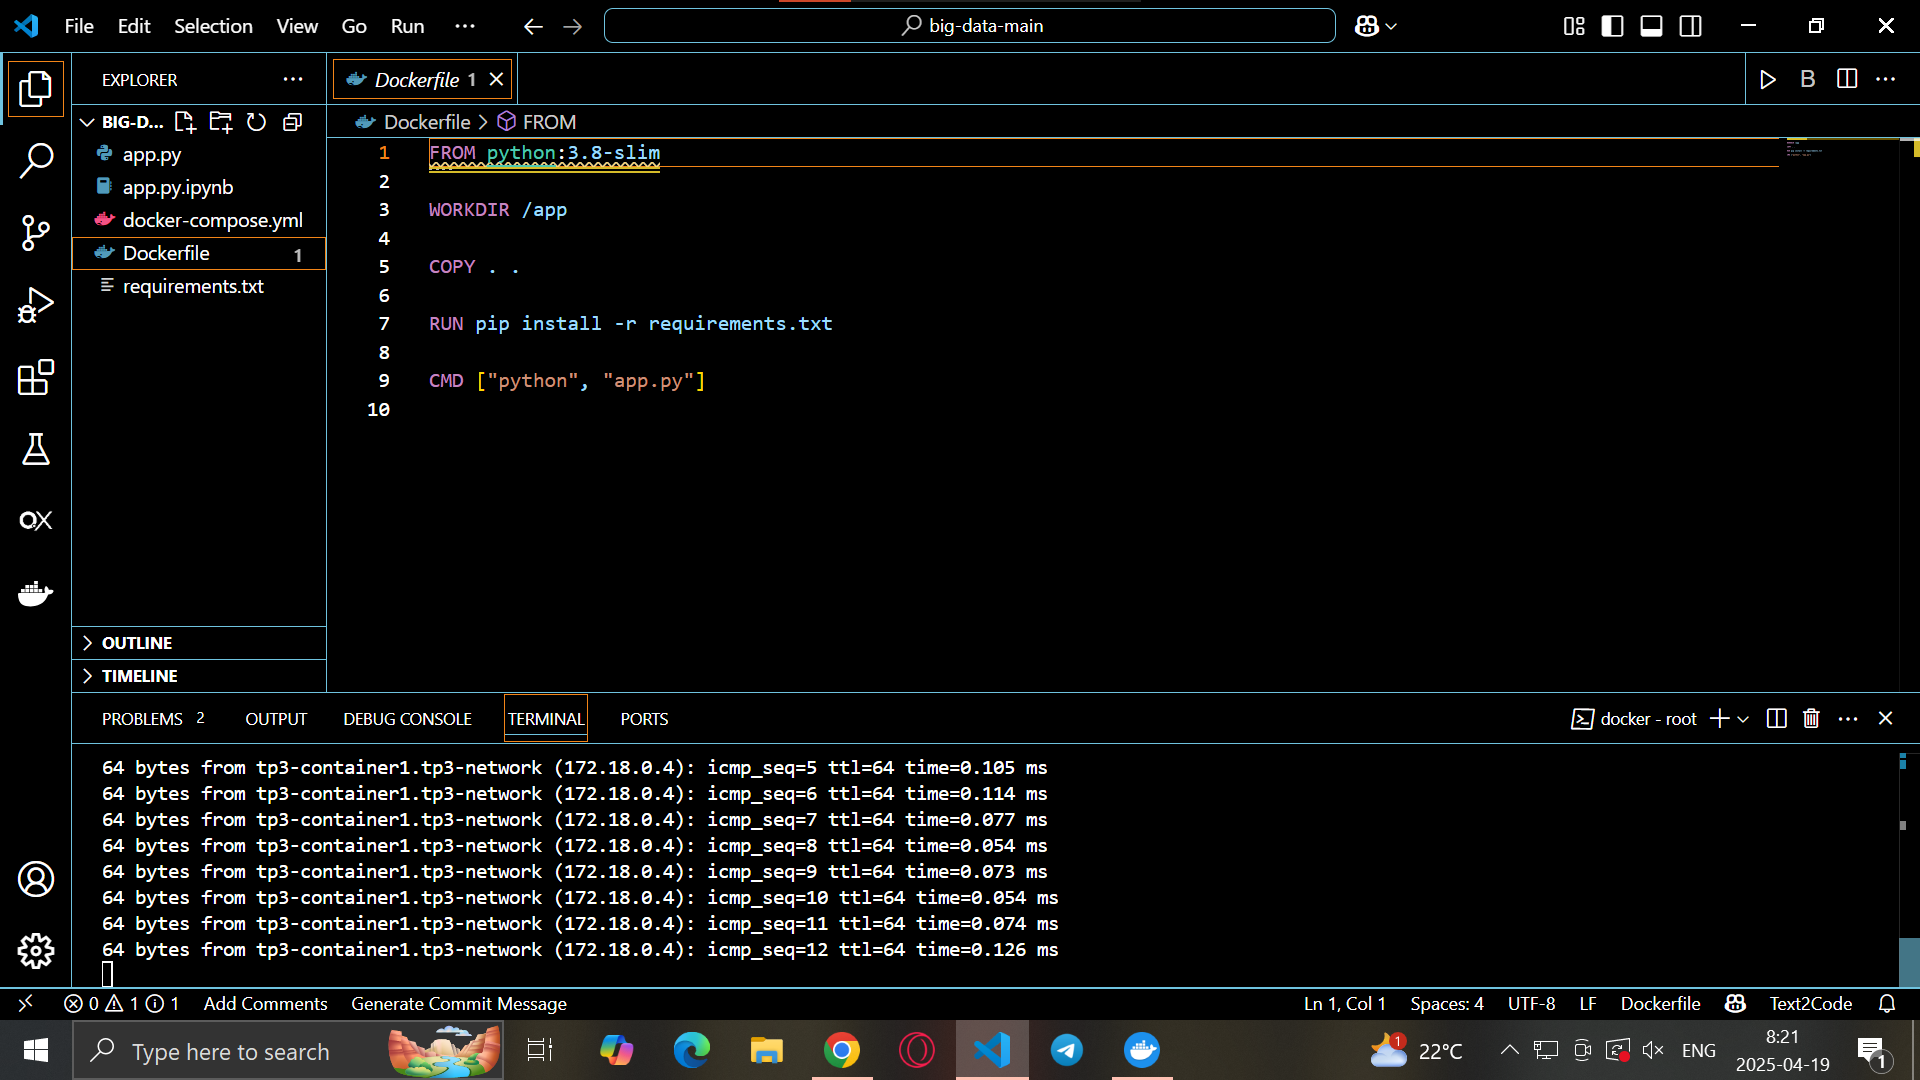 File Edit Selection View Go Run ··· big-data-main
EXPLORER ···
Dockerfile 1
B
BIG-D...
app.py
app.py.ipynb
docker-compose.yml
Dockerfile 1
requirements.txt
OUTLINE
TIMELINE
Dockerfile > FROM
1 FROM python:3.8-slim
2
3 WORKDIR /app
4
5 COPY . .
6
7 RUN pip install -r requirements.txt
8
9 CMD ["python", "app.py"]
10
PROBLEMS 2 OUTPUT DEBUG CONSOLE TERMINAL PORTS docker - root
64 bytes from tp3-container1.tp3-network (172.18.0.4): icmp_seq=5 ttl=64 time=0.105 ms
64 bytes from tp3-container1.tp3-network (172.18.0.4): icmp_seq=6 ttl=64 time=0.114 ms
64 bytes from tp3-container1.tp3-network (172.18.0.4): icmp_seq=7 ttl=64 time=0.077 ms
64 bytes from tp3-container1.tp3-network (172.18.0.4): icmp_seq=8 ttl=64 time=0.054 ms
64 bytes from tp3-container1.tp3-network (172.18.0.4): icmp_seq=9 ttl=64 time=0.073 ms
64 bytes from tp3-container1.tp3-network (172.18.0.4): icmp_seq=10 ttl=64 time=0.054 ms
64 bytes from tp3-container1.tp3-network (172.18.0.4): icmp_seq=11 ttl=64 time=0.074 ms
64 bytes from tp3-container1.tp3-network (172.18.0.4): icmp_seq=12 ttl=64 time=0.126 ms
0 1 1 Add Comments Generate Commit Message Ln 1, Col 1 Spaces: 4 UTF-8 LF Dockerfile Text2Code
Type here to search 1 22°C ENG 8:21
2025-04-19 1